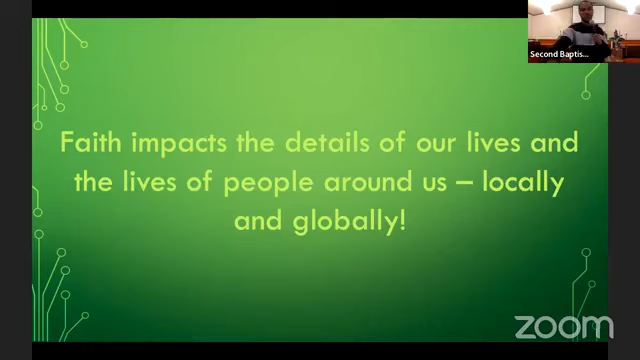 Second Baptis...
Faith impacts the details of our lives and
the lives of people around us – locally
and globally!
zoom